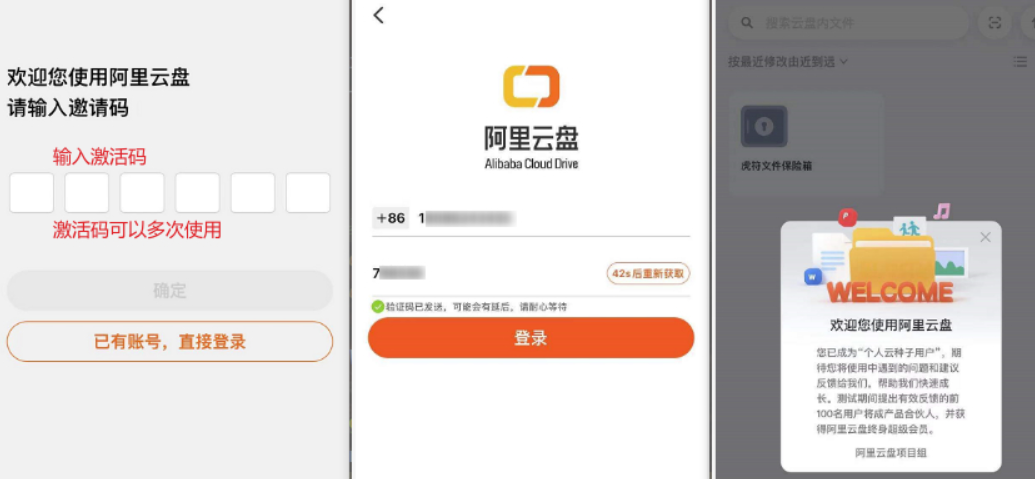 欢迎您使用阿里云盘
请输入邀请码
输入激活码
激活码可以多次使用
确定
已有账号，直接登录
阿里云盘
Alibaba Cloud Drive
+86 1
7
42s后重新获取
验证码已发送，可能会有延后，请耐心等待
登录
搜索云盘内文件
按最近修改由近到远
虎符文件保险箱
P
W
WELCOME
欢迎您使用阿里云盘
您已成为“个人云种子用户”，期
待您将使用中遇到的问题和建议
反馈给我们，帮助我们快速成
长。测试期间提出有效反馈的前
100名用户将成产品合伙人，并获
得阿里云盘终身超级会员。
阿里云盘项目组